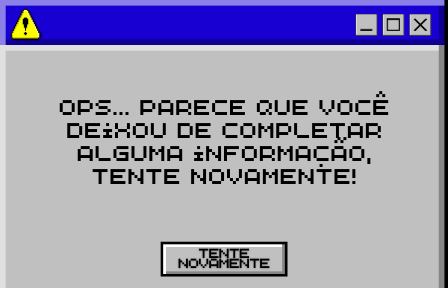 OPS... PARECE QUE VOCÊ
DEiXOU DE COMPLETAR
ALGUMA iNFORMAÇÃO,
TENTE NOVAMENTE!
TENTE
NOVAMENTE